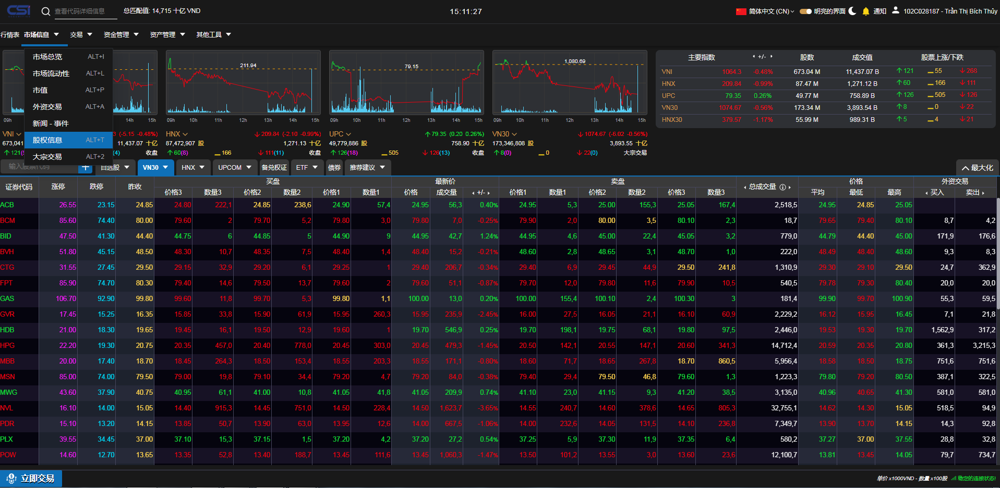 CSI 查看代码详细信息 总匹配值: 14,715 十亿 VND 15:11:27 简体中文 (CN) 明亮的界面 通知 102C028187 - Trần Thị Bích Thủy
行情表 市场信息 交易 资金管理 资产管理 其他工具
市场总览 ALT+I
市场流动性 ALT+L
市值 ALT+P
外资交易 ALT+A
新闻 - 事件
股权信息 ALT+T
大宗交易 ALT+2
211.94 79.15 1,080.69
09h 14h 15h 09h 10h 11h 12h 13h 14h 15h 09h 10h 11h 12h 13h 14h 15h 09h 10h 11h 12h 13h 14h 15h
主要指数 +/- 股数 成交值 股票上涨/下跌
VNI 1064.3 -0.48% 673.04 M 11,437.07 B 121 55 268
HNX 209.84 -0.99% 87.47 M 1,271.12 B 60 166 111
UPC 79.35 0.26% 49.77 M 758.89 B 126 505 126
VN30 1074.67 -0.56% 173.34 M 3,893.54 B 8 0 22
HNX30 379.57 -1.17% 55.99 M 989.31 B 5 4 21
VNI 3 (-5.15 -0.48%) HNX 209.84 (-2.10 -0.99%) UPC 79.35 (0.20 0.26%) VN30 1074.67 (-6.02 -0.56%)
673,041 11,437.07 十亿 87,472,907 股 1,271.13 十亿 49,779,886 股 758.90 十亿 173,346,808 股 3,893.55 十亿
121( (4) 收盘 60(8) 166 111(11) 收盘 126(18) 505 126(13) 收盘 8(0) 0 22(0) 大宗交易
输入股票代码 + 自选股 VN30 HNX UPCOM 备兑权证 ETF 债券 推荐建议 最大化
证券代码 涨停 跌停 昨收 买盘 最新价 卖盘 总成交量 价格 外资交易
价格3 数量3 价格2 数量2 价格1 数量1 价格 成交量 +/- 价格1 数量1 价格2 数量2 价格3 数量3 平均 最低 最高 买入 卖出
ACB 26.55 23.15 24.85 24.80 222,1 24.85 238,6 24.90 57,4 24.95 56,3 0.40% 24.95 5,3 25.00 155,3 25.05 167,4 2,518,5 24.95 24.85 25.05
BCM 85.60 74.40 80.00 79.60 2 79.70 5,2 79.80 3,0 79.80 7,0 -0.25% 79.90 2,0 80.00 3,5 80.10 2,3 18,7 79.65 79.40 80.10 8,7 4,2
BID 47.50 41.30 44.40 44.75 6 44.85 5 44.90 9 44.95 42,7 1.24% 44.95 4,6 45.00 22,4 45.05 3,2 779,0 44.79 44.40 45.00 171,9 176,6
BVH 51.80 45.15 48.50 48.30 10,7 48.35 7,5 48.40 1,4 48.40 15,2 -0.21% 48.60 2,8 48.65 3,1 48.70 1,0 222,0 48.49 48.40 48.60 9,3 8,3
CTG 31.55 27.45 29.50 29.15 32,9 29.20 6,1 29.25 1 29.40 206,7 -0.34% 29.40 6,9 29.45 44,9 29.50 241,8 1,310,9 29.30 29.10 29.50 24,7 362,9
FPT 85.90 74.70 80.30 79.40 14,6 79.50 13,7 79.60 2 79.60 51,1 -0.87% 79.70 12,0 79.80 11,6 79.90 10,5 540,5 79.78 79.30 80.40 20,0 20,0
GAS 106.70 92.90 99.80 99.60 11,8 99.70 5,3 99.80 1,1 100.00 13,0 0.20% 100.00 155,4 100.10 2,4 100.30 3 181,4 99.90 99.70 100.90 55,3 59,5
GVR 17.45 15.25 16.35 15.85 33,8 15.90 61,9 15.95 260,3 15.95 235,9 -2.45% 16.00 27,5 16.05 21,1 16.10 60,9 2,229,2 16.12 15.95 16.45 7,1 21,8
HDB 21.00 18.30 19.65 19.45 16,1 19.50 12,9 19.60 1 19.70 546,9 0.25% 19.70 198,1 19.75 68,1 19.80 97,5 2,446,0 19.53 19.30 19.70 1,562,9 317,2
HPG 22.20 19.30 20.75 20.35 457,0 20.40 778,0 20.45 303,0 20.45 479,3 -1.45% 20.50 142,1 20.55 147,1 20.60 341,3 14,712,4 20.59 20.35 20.80 361,3 3,215,3
MBB 20.00 17.40 18.70 18.45 264,3 18.50 153,4 18.55 203,3 18.55 171,1 -0.80% 18.60 71,7 18.65 267,8 18.70 860,5 5,956,4 18.58 18.50 18.75 751,6 751,6
MSN 85.00 74.00 79.50 79.00 19,8 79.10 34,4 79.20 4,7 79.20 84,0 -0.38% 79.40 29,4 79.50 46,8 79.60 1,3 1,223,3 79.80 79.20 80.50 387,1 322,5
MWG 43.60 37.90 40.75 40.95 61,1 41.00 10,8 41.05 41,8 41.05 209,9 0.74% 41.10 23,0 41.15 9,3 41.20 38,5 3,135,0 40.96 40.65 41.30 581,0 581,0
NVL 16.10 14.00 15.05 14.40 915,3 14.45 751,0 14.50 228,4 14.50 1,623,7 -3.65% 14.55 240,7 14.60 378,6 14.65 805,3 32,755,1 14.62 14.30 15.05 518,5 94,9
PDR 15.10 13.20 14.15 13.85 50,7 13.90 63,0 13.95 12,6 14.00 667,5 -1.06% 14.00 232,6 14.05 131,5 14.10 236,8 7,349,7 13.90 13.70 14.15 14,3 92,8
PLX 39.55 34.45 37.00 37.10 15,3 37.15 1,5 37.20 4,2 37.20 27,2 0.54% 37.25 5,9 37.30 11,9 37.35 6,4 580,2 37.27 37.00 37.55 28,8 32,8
POW 14.60 12.70 13.65 13.35 52,8 13.40 188,7 13.45 111,6 13.45 1,060,3 -1.47% 13.50 101,2 13.55 3,0 13.60 23,6 12,100,7 13.81 13.45 14.05 79,7 734,7
立即交易 单价 x1000VND - 数量 x100股 稳定的连接状态!